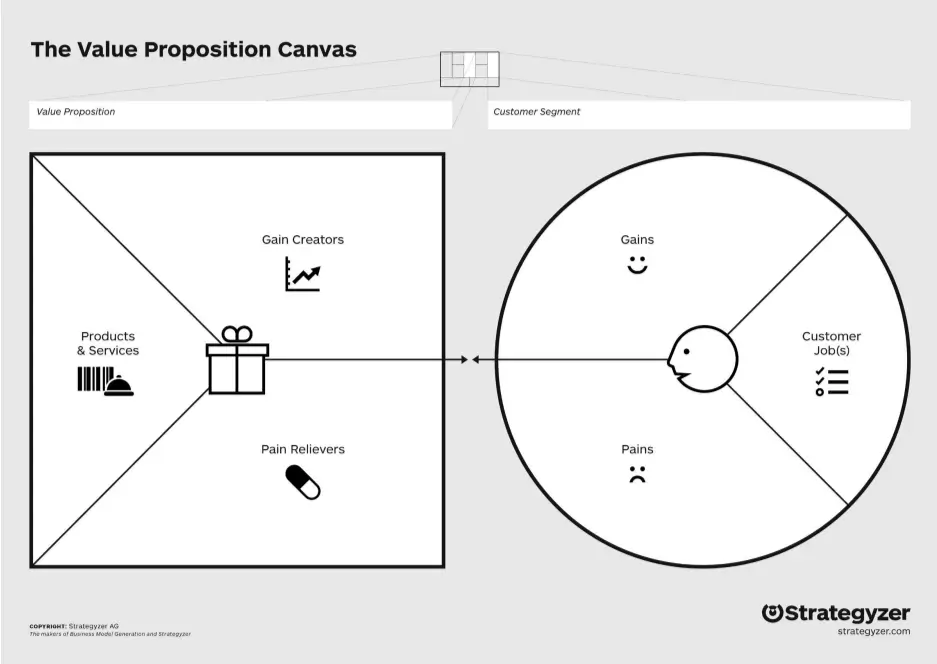 The Value Proposition Canvas
Value Proposition
Customer Segment
Gain Creators
Gains
Products
& Services
Customer
Job(s)
Pain Relievers
Pains
COPYRIGHT: Strategyzer AG
The makers of Business Model Generation and Strategyzer
Strategyzer
strategyzer.com